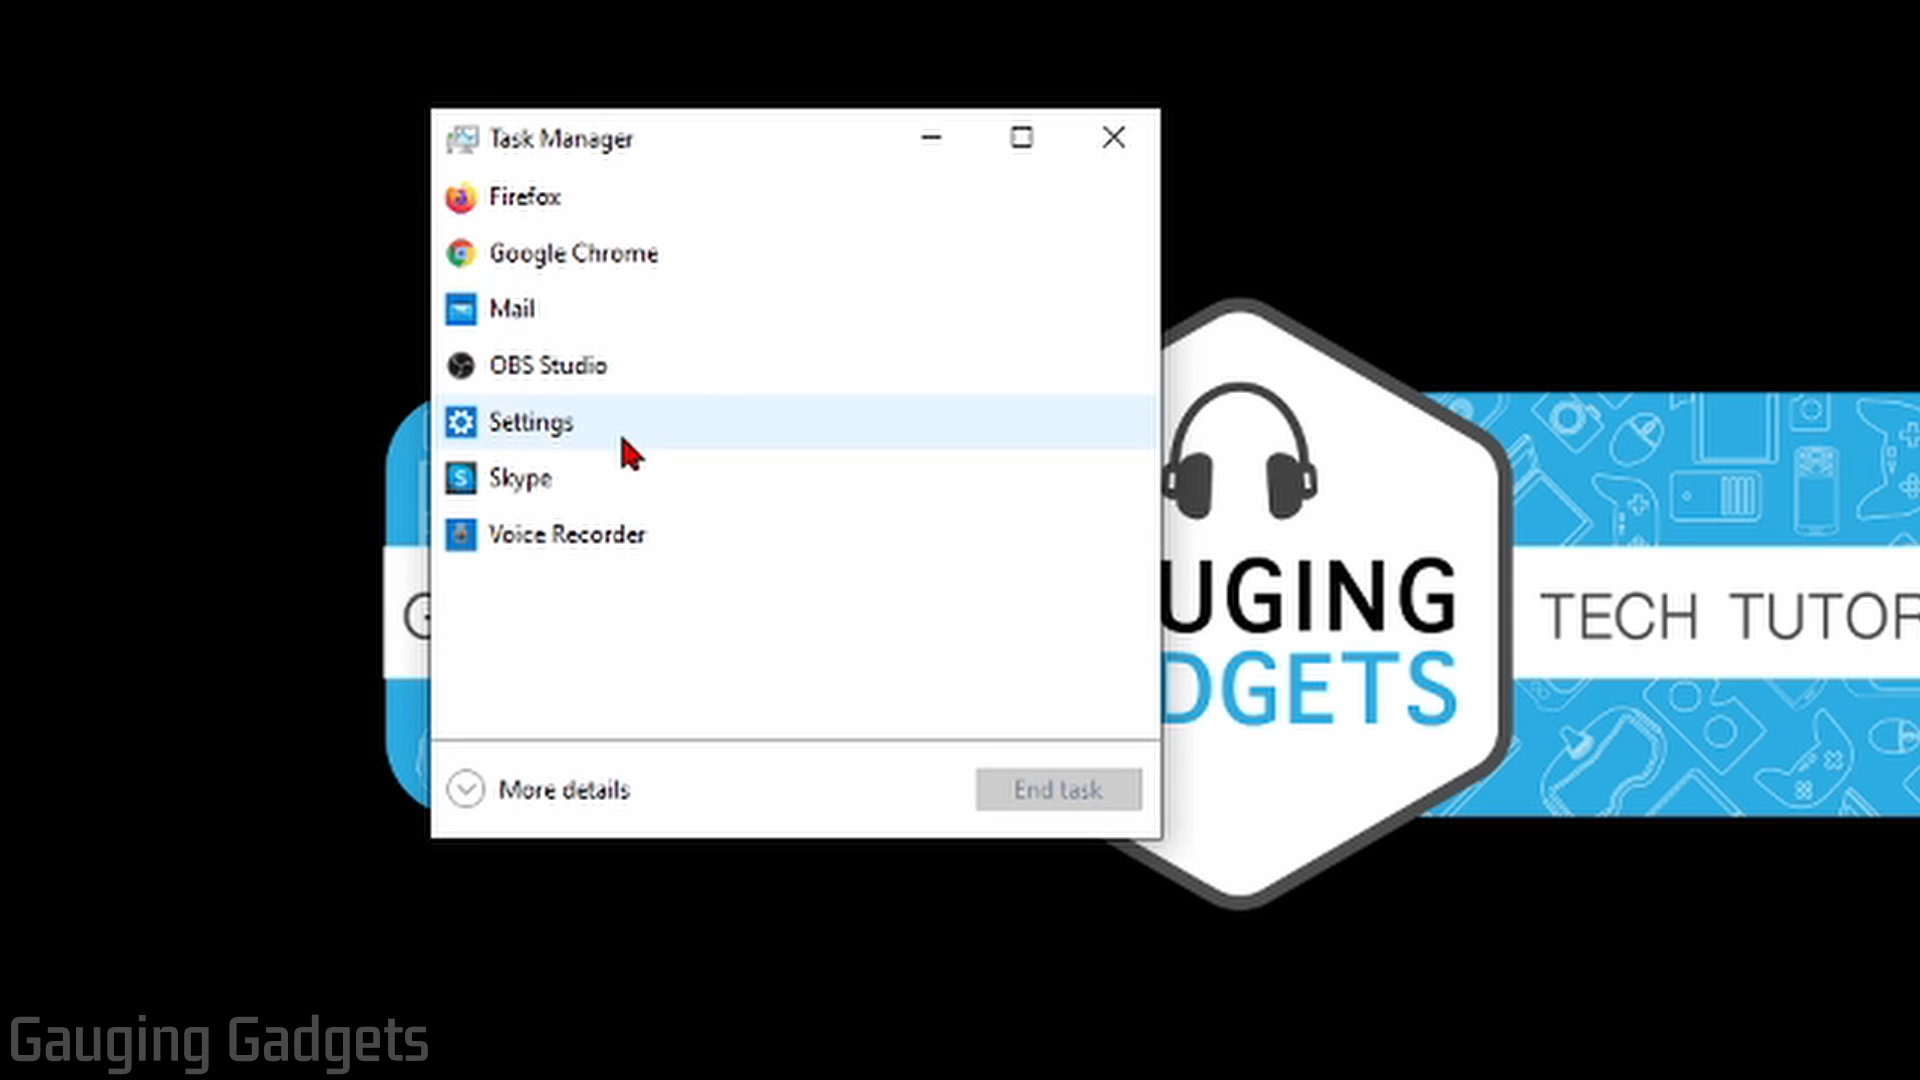 Task Manager
Firefox
Google Chrome
Mail
OBS Studio
Settings
Skype
Voice Recorder
More details
End task
G
UGING
DGETS
TECH TUTOR
Gauging Gadgets